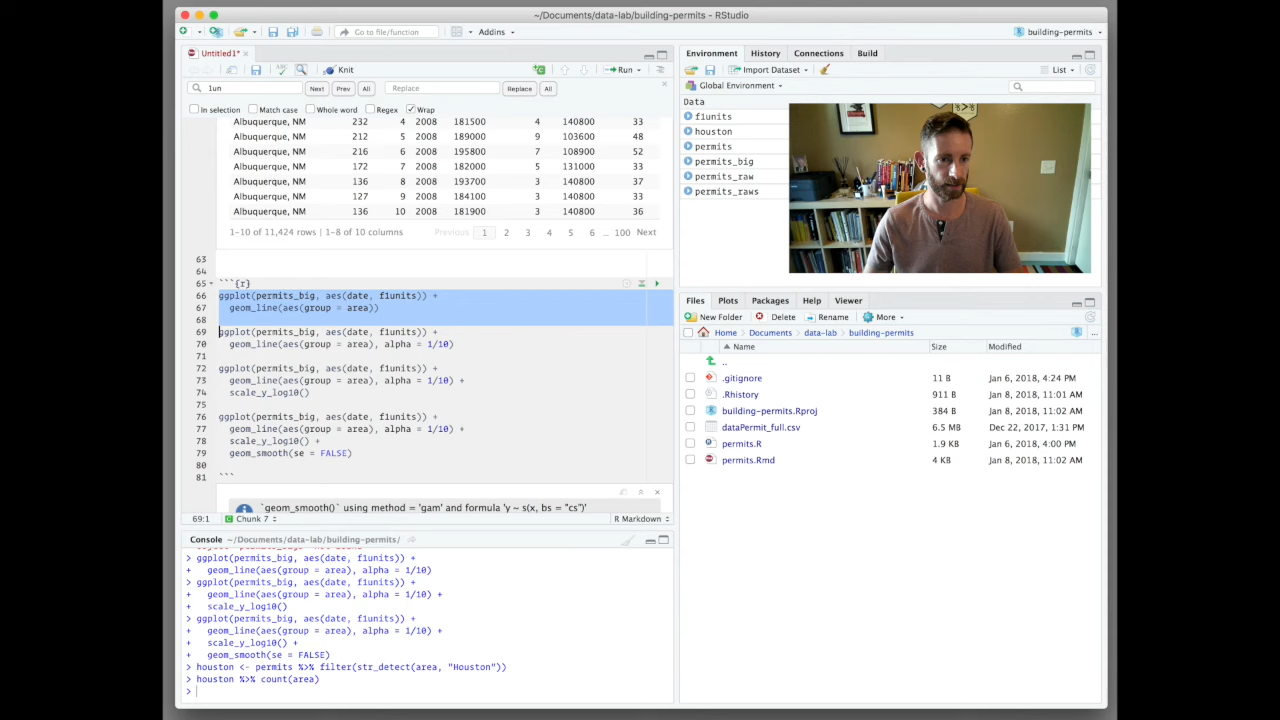 ~/Documents/data-lab/building-permits - RStudio
Go to file/function
Addins
building-permits
Untitled1*
Knit
Run
1un
Next
Prev
All
Replace
Replace
All
In selection
Match case
Whole word
Regex
Wrap
Albuquerque, NM 232 4 2008 181500 4 140800 33
Albuquerque, NM 212 5 2008 189000 9 103600 48
Albuquerque, NM 216 6 2008 195800 7 108900 52
Albuquerque, NM 172 7 2008 182000 5 131000 33
Albuquerque, NM 136 8 2008 193700 3 140800 37
Albuquerque, NM 127 9 2008 184100 3 140800 33
Albuquerque, NM 136 10 2008 181900 3 140800 36
1–10 of 11,424 rows | 1–8 of 10 columns
Previous 1 2 3 4 5 6 … 100 Next
63
64
65 ```{r}
66 ggplot(permits_big, aes(date, f1units)) +
67 geom_line(aes(group = area))
68
69 ggplot(permits_big, aes(date, f1units)) +
70 geom_line(aes(group = area), alpha = 1/10)
71
72 ggplot(permits_big, aes(date, f1units)) +
73 geom_line(aes(group = area), alpha = 1/10) +
74 scale_y_log10()
75
76 ggplot(permits_big, aes(date, f1units)) +
77 geom_line(aes(group = area), alpha = 1/10) +
78 scale_y_log10() +
79 geom_smooth(se = FALSE)
80
81 ```
`geom_smooth()` using method = 'gam' and formula 'y ~ s(x, bs = "cs")'
69:1
Chunk 7
R Markdown
Console ~/Documents/data-lab/building-permits/
> ggplot(permits_big, aes(date, f1units)) +
+ geom_line(aes(group = area), alpha = 1/10)
> ggplot(permits_big, aes(date, f1units)) +
+ geom_line(aes(group = area), alpha = 1/10) +
+ scale_y_log10()
> ggplot(permits_big, aes(date, f1units)) +
+ geom_line(aes(group = area), alpha = 1/10) +
+ scale_y_log10() +
+ geom_smooth(se = FALSE)
> houston <- permits %>% filter(str_detect(area, "Houston"))
> houston %>% count(area)
>
Environment
History
Connections
Build
Import Dataset
List
Global Environment
Data
f1units
houston
permits
permits_big
permits_raw
permits_raws
Files
Plots
Packages
Help
Viewer
New Folder
Delete
Rename
More
Home
Documents
data-lab
building-permits
...
Name Size Modified
..
.gitignore 11 B Jan 6, 2018, 4:24 PM
.Rhistory 911 B Jan 8, 2018, 11:01 AM
building-permits.Rproj 384 B Jan 8, 2018, 11:02 AM
dataPermit_full.csv 6.5 MB Dec 22, 2017, 1:31 PM
permits.R 1.9 KB Jan 6, 2018, 4:00 PM
permits.Rmd 4 KB Jan 8, 2018, 11:02 AM